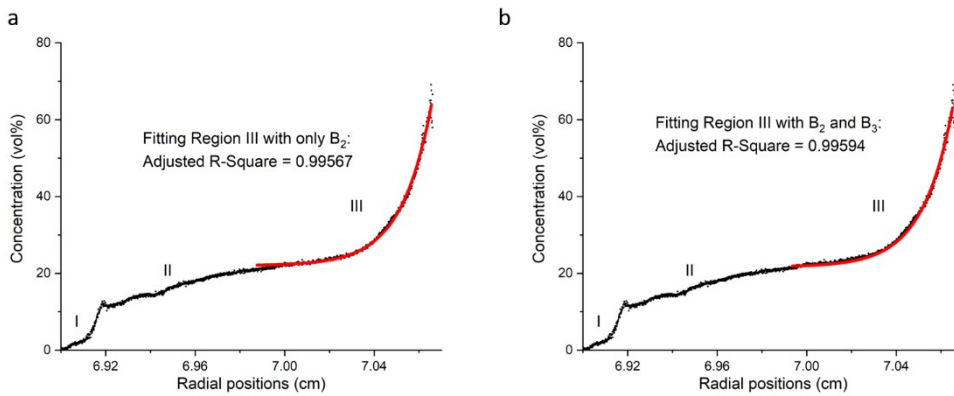 a
80
60
40
20
0
Concentration (vol%)
Fitting Region III with only B₂:
Adjusted R-Square = 0.99567
I
II
III
6.92
6.96
7.00
7.04
Radial positions (cm)
b
80
60
40
20
0
Concentration (vol%)
Fitting Region III with B₂ and B₃:
Adjusted R-Square = 0.99594
I
II
III
6.92
6.96
7.00
7.04
Radial positions (cm)